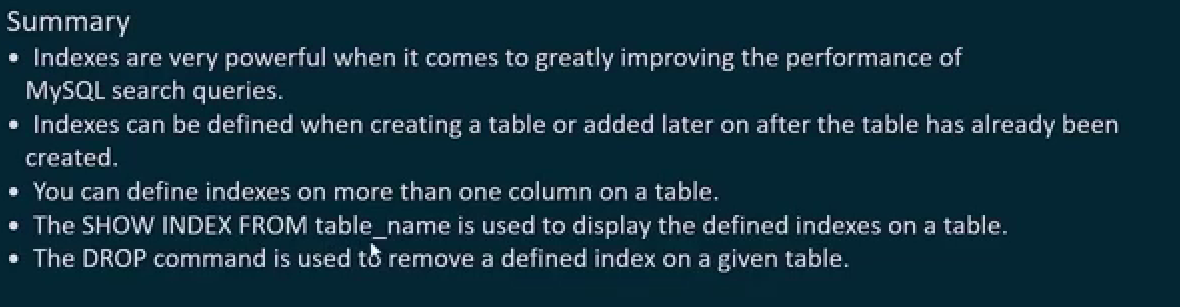 Summary
• Indexes are very powerful when it comes to greatly improving the performance of
MySQL search queries.
• Indexes can be defined when creating a table or added later on after the table has already been
created.
• You can define indexes on more than one column on a table.
• The SHOW INDEX FROM table_name is used to display the defined indexes on a table.
• The DROP command is used to remove a defined index on a given table.